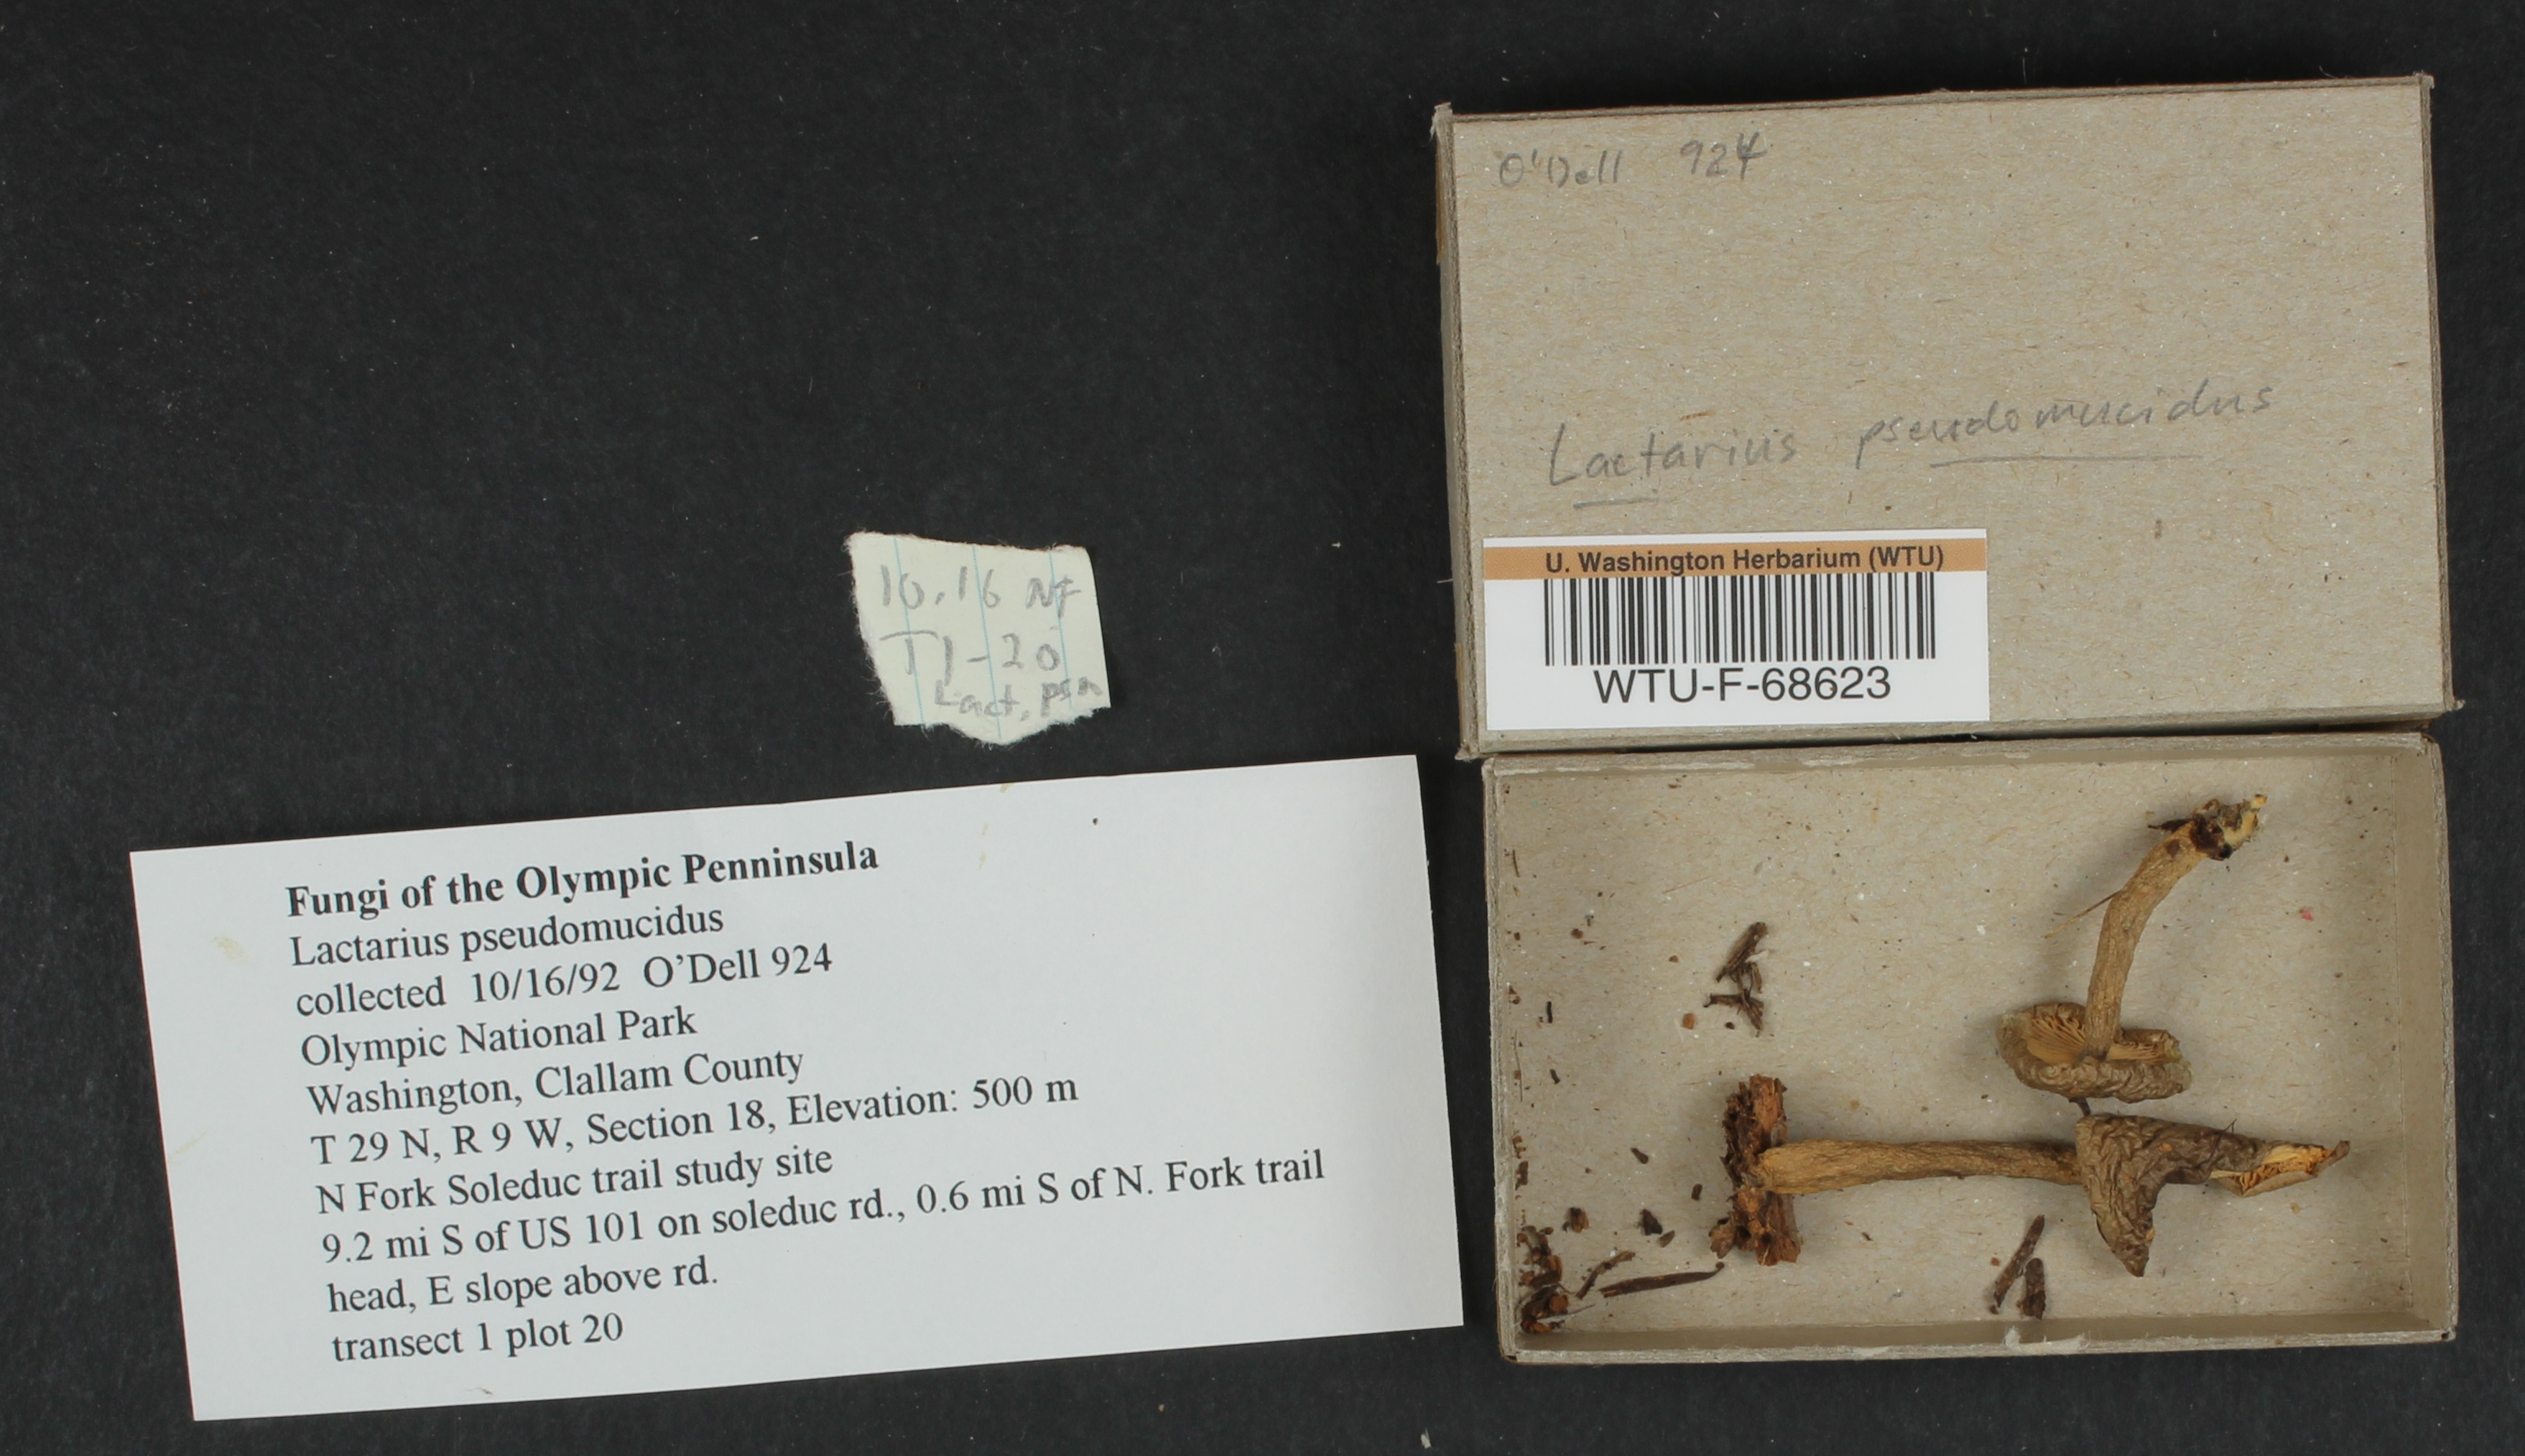 O'Dell 924
Lactarius pseudomucidus
U. Washington Herbarium (WTU)
WTU-F-68623
10.16 NF
T1-20
Lact. psm
Fungi of the Olympic Penninsula
Lactarius pseudomucidus
collected 10/16/92 O'Dell 924
Olympic National Park
Washington, Clallam County
T 29 N, R 9 W, Section 18, Elevation: 500 m
N Fork Soleduc trail study site
9.2 mi S of US 101 on soleduc rd., 0.6 mi S of N. Fork trail
head, E slope above rd.
transect 1 plot 20